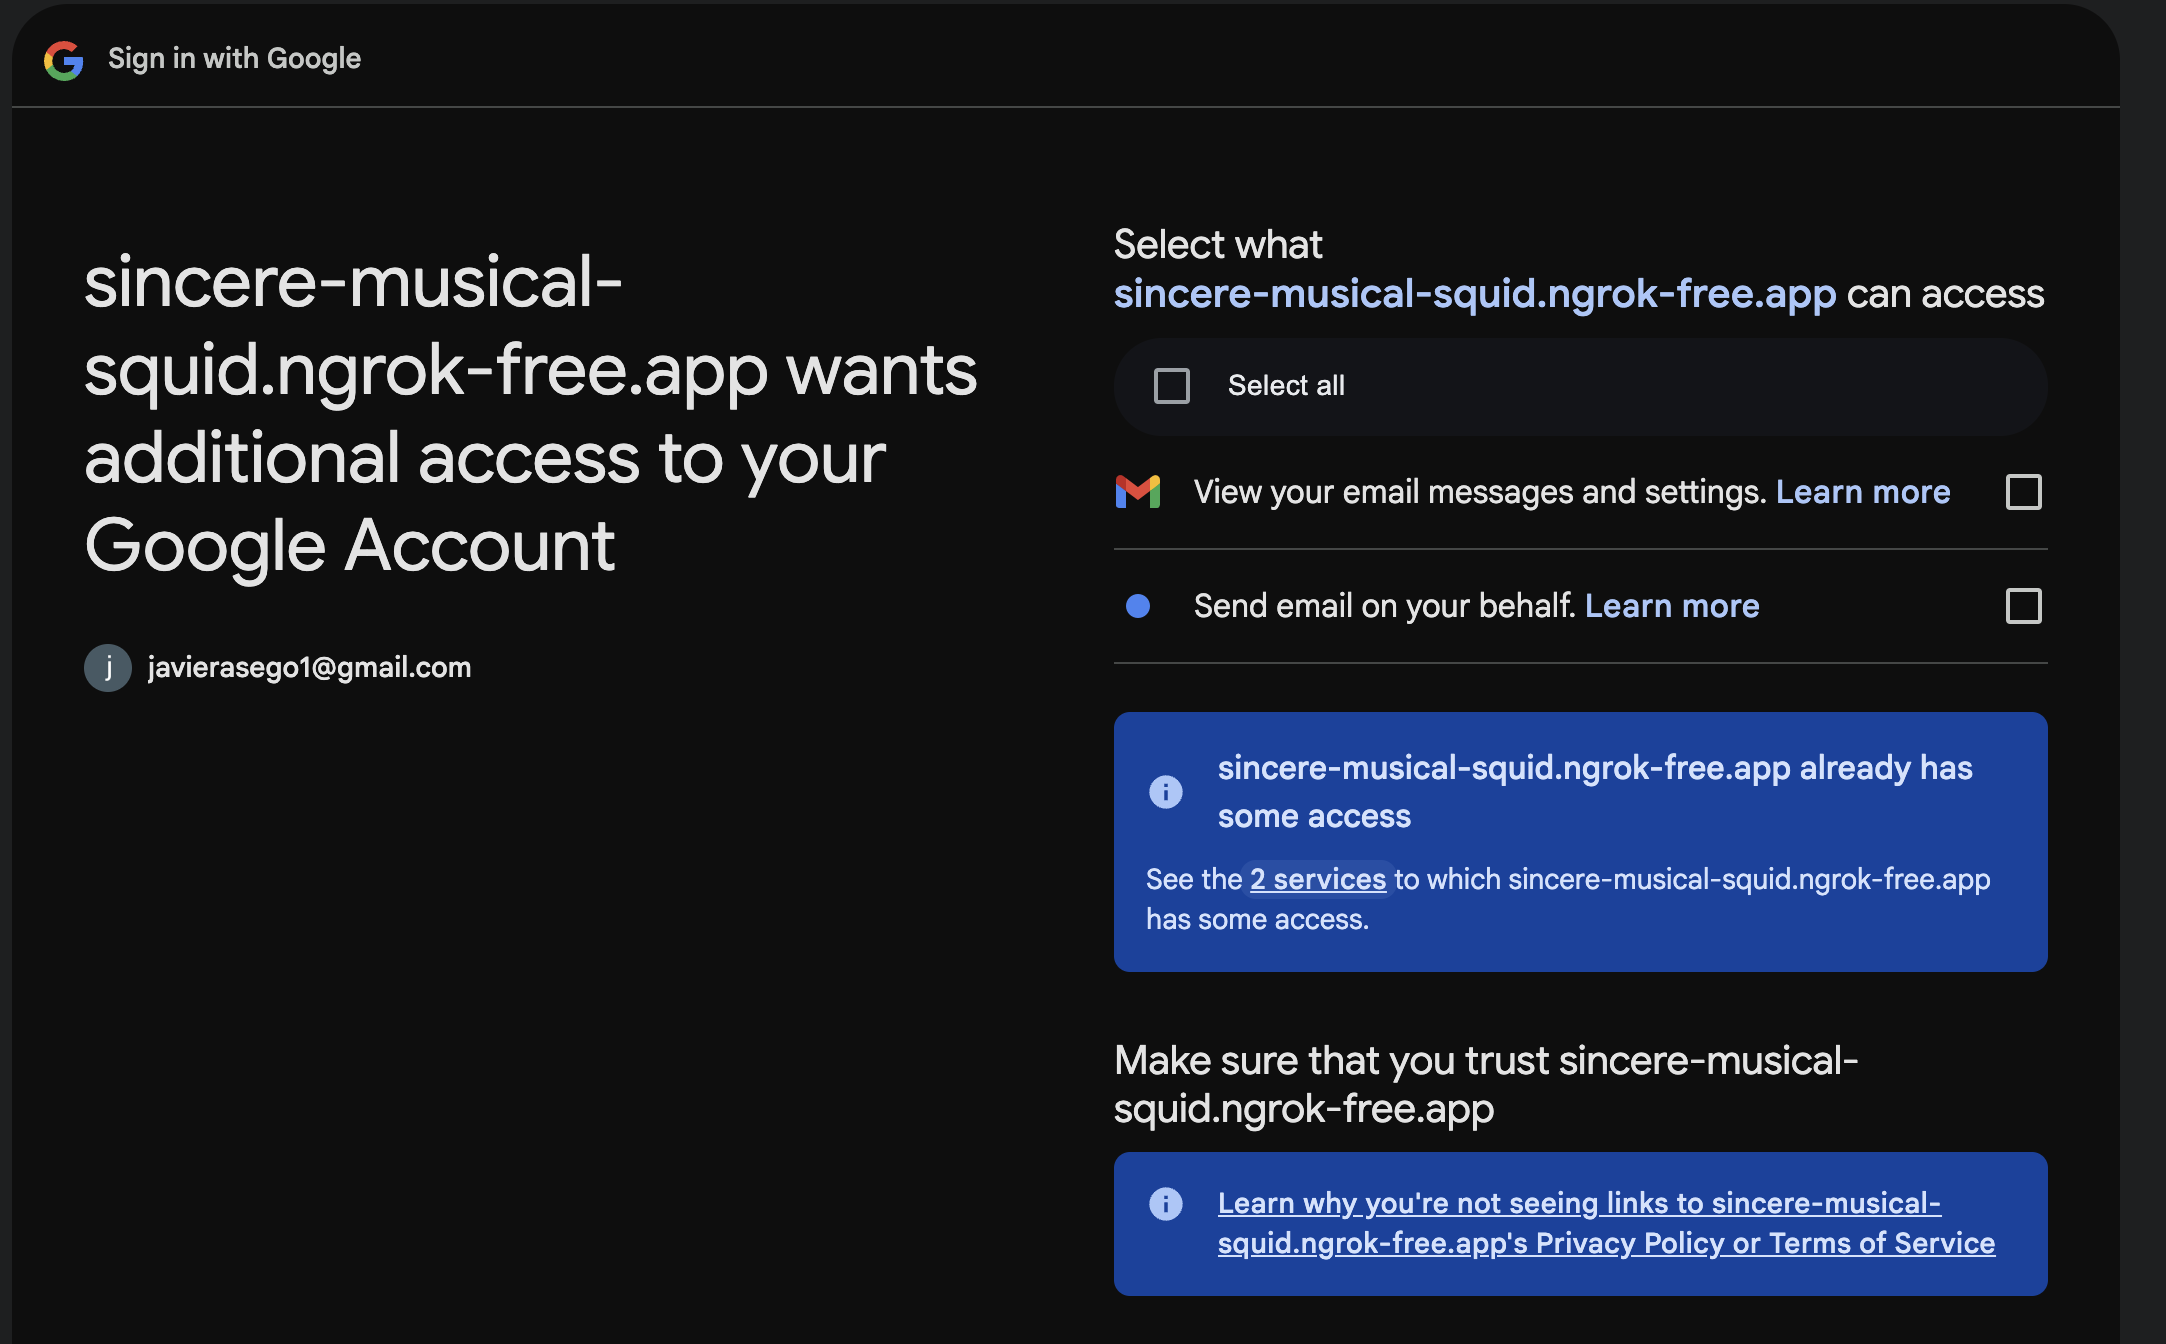 Sign in with Google
sincere-musical-
squid.ngrok-free.app wants
additional access to your
Google Account
j javierasego1@gmail.com
Select what
sincere-musical-squid.ngrok-free.app can access
Select all
View your email messages and settings. Learn more
Send email on your behalf. Learn more
sincere-musical-squid.ngrok-free.app already has
some access
See the 2 services to which sincere-musical-squid.ngrok-free.app
has some access.
Make sure that you trust sincere-musical-
squid.ngrok-free.app
Learn why you're not seeing links to sincere-musical-
squid.ngrok-free.app's Privacy Policy or Terms of Service